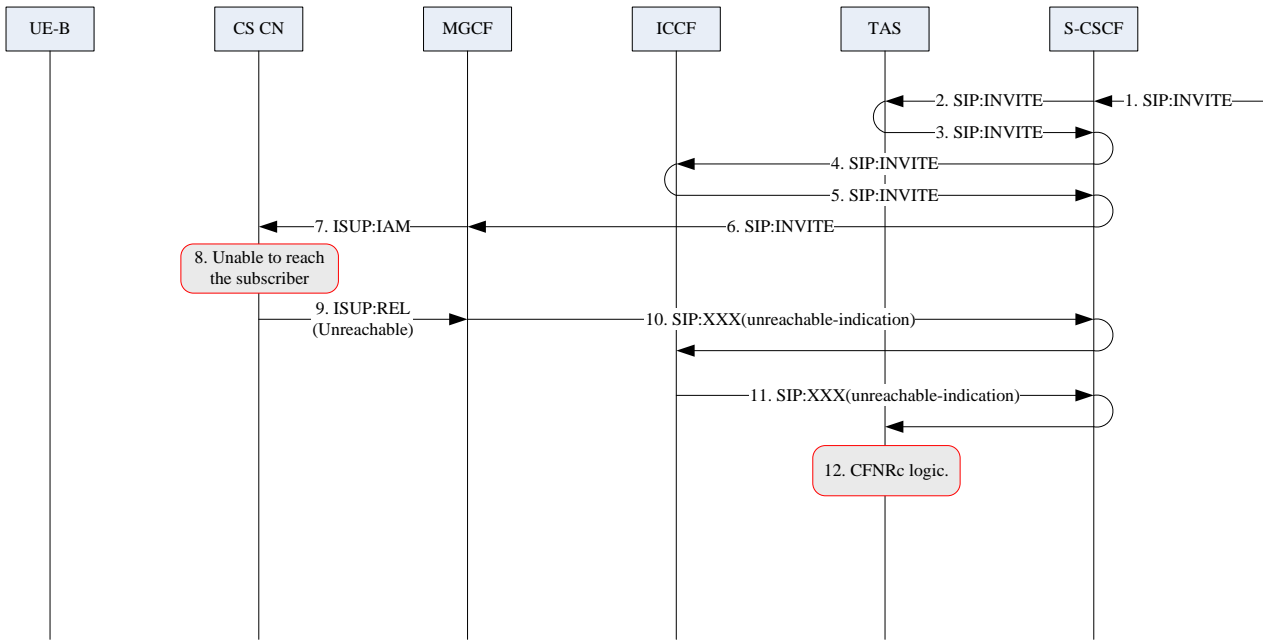 UE-B
CS CN
MGCF
ICCF
TAS
S-CSCF
1. SIP:INVITE
2. SIP:INVITE
3. SIP:INVITE
4. SIP:INVITE
5. SIP:INVITE
6. SIP:INVITE
7. ISUP:IAM
8. Unable to reach
the subscriber
9. ISUP:REL
(Unreachable)
10. SIP:XXX(unreachable-indication)
11. SIP:XXX(unreachable-indication)
12. CFNRc logic.